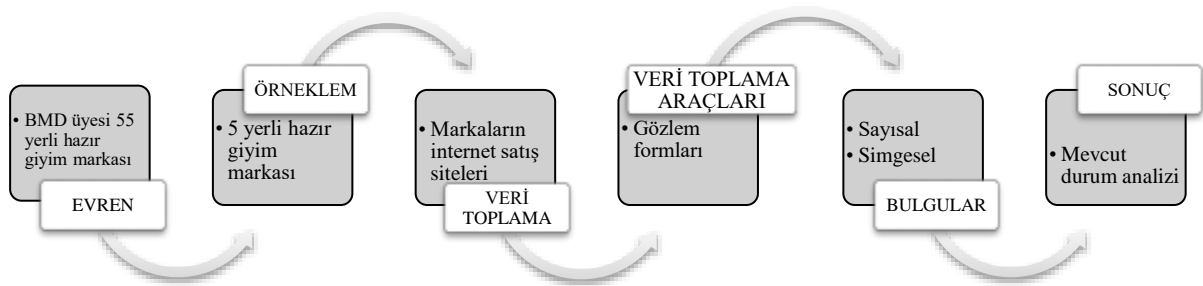 • BMD üyesi 55
yerli hazır
giyim markası
EVREN
ÖRNEKLEM
• 5 yerli hazır
giyim
markası
• Markaların
internet satış
siteleri
VERİ
TOPLAMA
VERİ TOPLAMA
ARAÇLARI
• Gözlem
formları
• Sayısal
• Simgesel
BULGULAR
SONUÇ
• Mevcut
durum analizi